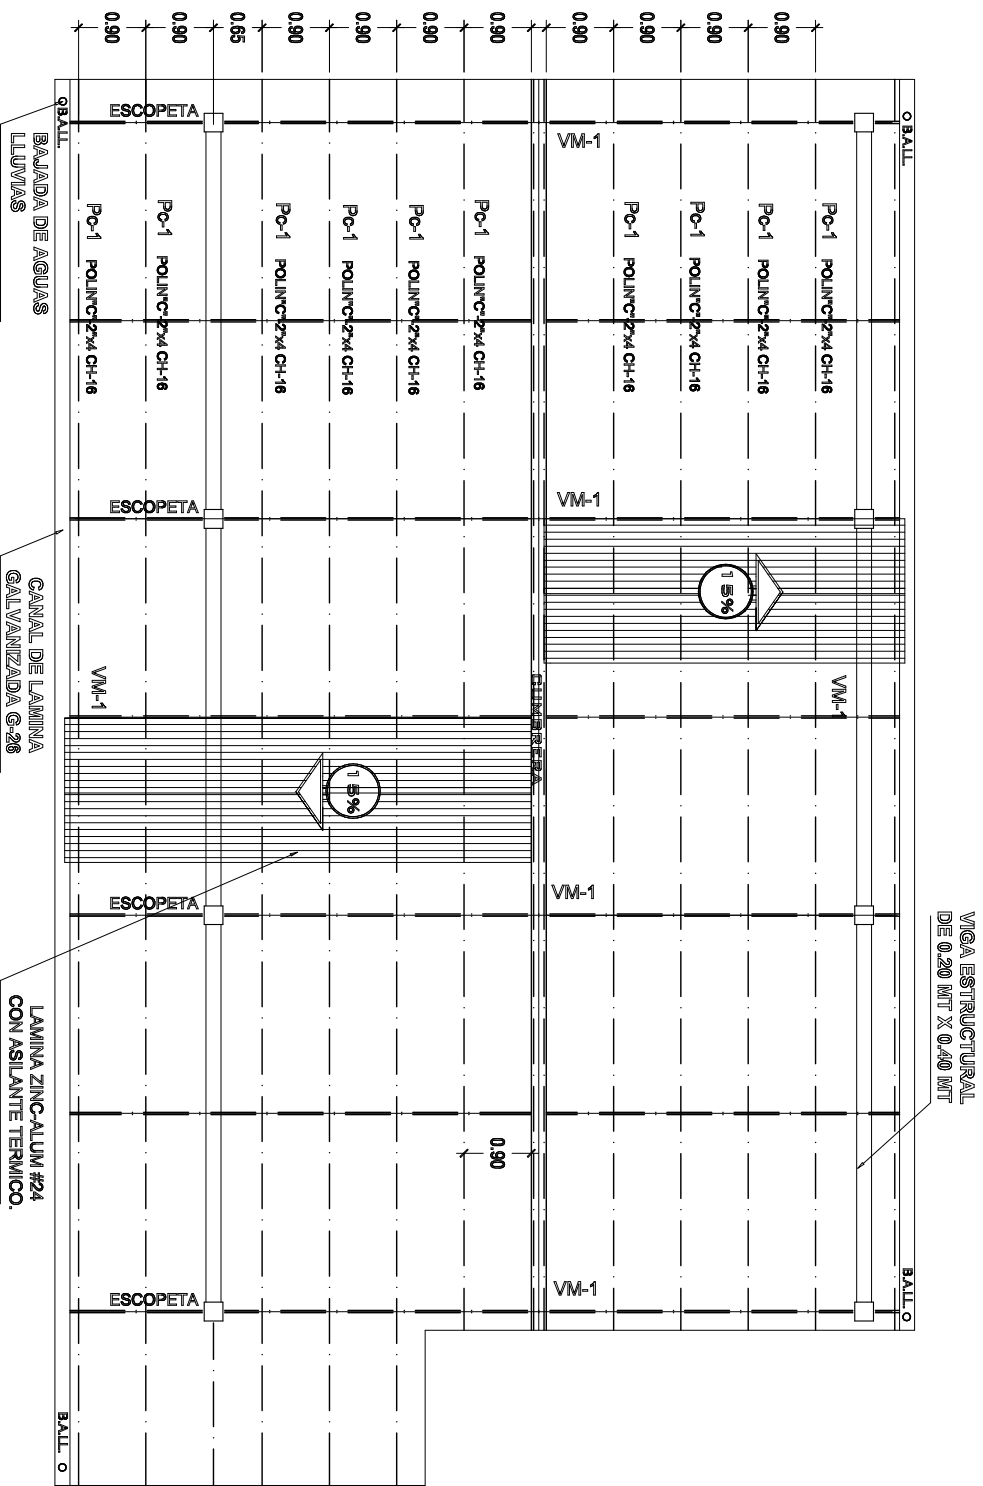 0.90
0.90
0.65
0.90
0.90
0.90
0.90
0.90
0.90
0.90
0.90
B.A.LL.
ESCOPETA
VM-1
B.A.LL.
BAJADA DE AGUAS
LLUVIAS
Pc-1 POLIN"C"-2"x4 CH-16
Pc-1 POLIN"C"-2"x4 CH-16
Pc-1 POLIN"C"-2"x4 CH-16
Pc-1 POLIN"C"-2"x4 CH-16
Pc-1 POLIN"C"-2"x4 CH-16
Pc-1 POLIN"C"-2"x4 CH-16
Pc-1 POLIN"C"-2"x4 CH-16
Pc-1 POLIN"C"-2"x4 CH-16
Pc-1 POLIN"C"-2"x4 CH-16
Pc-1 POLIN"C"-2"x4 CH-16
ESCOPETA
VM-1
15%
CANAL DE LAMINA
GALVANIZADA G-26
VM-1
CUMBRERA
VM-1
15%
ESCOPETA
VM-1
VIGA ESTRUCTURAL
DE 0.20 MT X 0.40 MT
LAMINA ZINC-ALUM #24
CON ASILANTE TERMICO.
0.90
ESCOPETA
VM-1
B.A.LL.
B.A.LL.